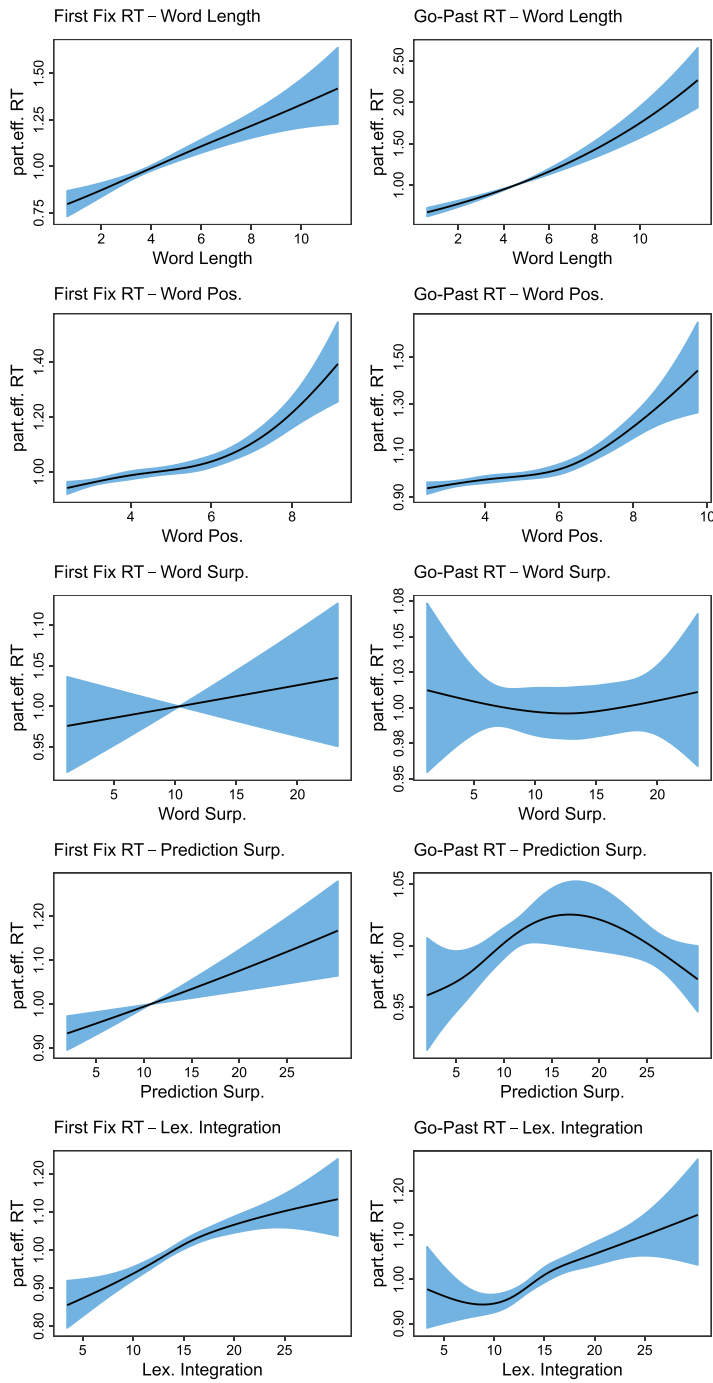 First Fix RT – Word Length
part.eff. RT
0.75 1.00 1.25 1.50
2 4 6 8 10
Word Length
Go-Past RT – Word Length
part.eff. RT
1.00 1.50 2.00 2.50
2 4 6 8 10
Word Length
First Fix RT – Word Pos.
part.eff. RT
1.00 1.20 1.40
4 6 8
Word Pos.
Go-Past RT – Word Pos.
part.eff. RT
0.90 1.10 1.30 1.50
4 6 8 10
Word Pos.
First Fix RT – Word Surp.
part.eff. RT
0.95 1.00 1.05 1.10
5 10 15 20
Word Surp.
Go-Past RT – Word Surp.
part.eff. RT
0.95 0.98 1.00 1.03 1.05 1.08
5 10 15 20
Word Surp.
First Fix RT – Prediction Surp.
part.eff. RT
0.90 1.00 1.10 1.20
5 10 15 20 25
Prediction Surp.
Go-Past RT – Prediction Surp.
part.eff. RT
0.95 1.00 1.05
5 10 15 20 25
Prediction Surp.
First Fix RT – Lex. Integration
part.eff. RT
0.80 0.90 1.00 1.10 1.20
5 10 15 20 25
Lex. Integration
Go-Past RT – Lex. Integration
part.eff. RT
0.90 1.00 1.10 1.20
5 10 15 20 25
Lex. Integration